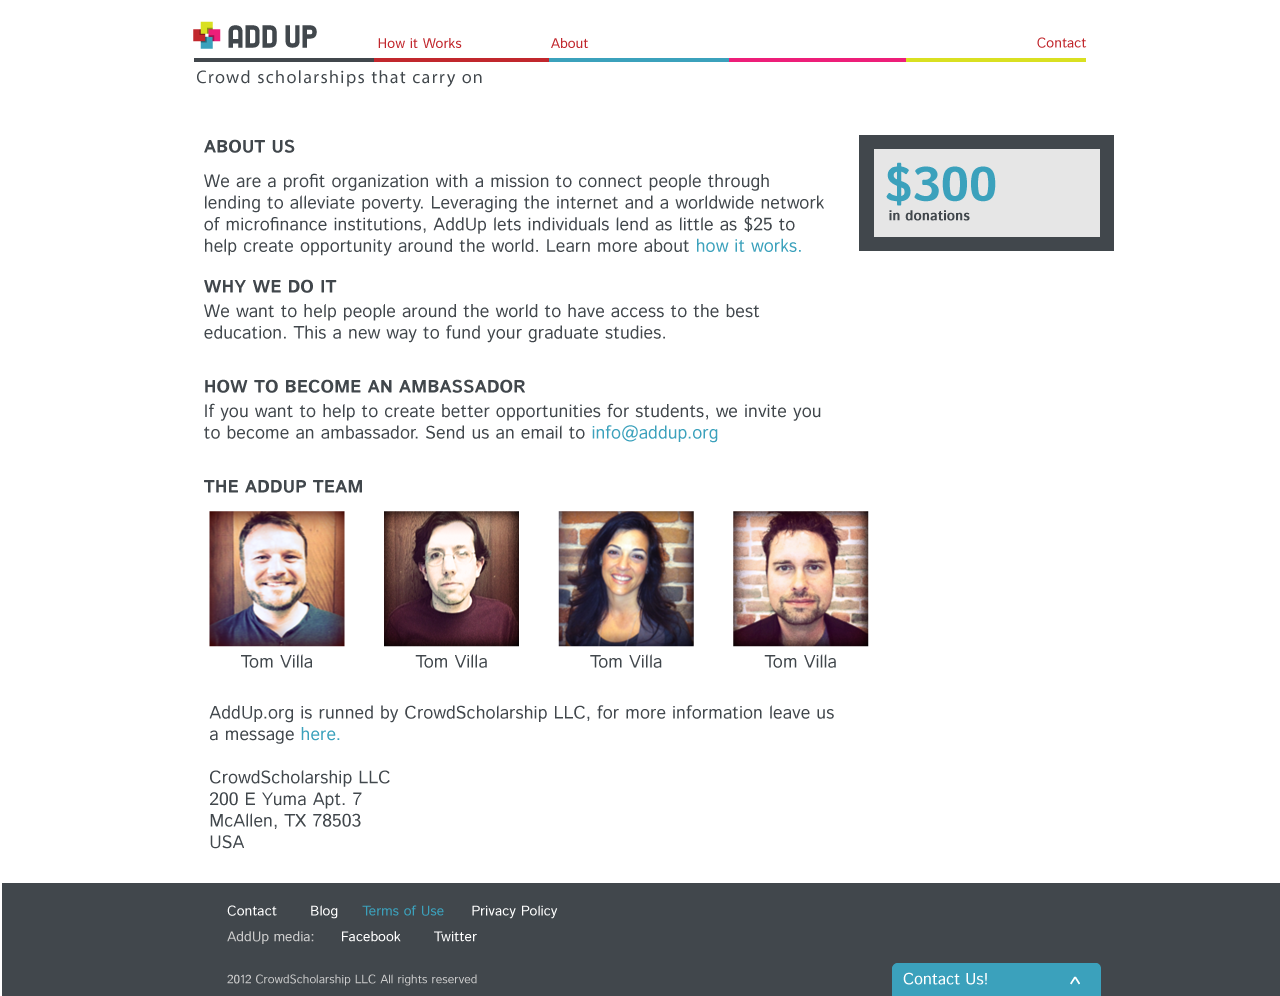 ADD UP
How it Works
About
Contact
Crowd scholarships that carry on
ABOUT US
We are a profit organization with a mission to connect people through
lending to alleviate poverty. Leveraging the internet and a worldwide network
of microfinance institutions, AddUp lets individuals lend as little as $25 to
help create opportunity around the world. Learn more about how it works.
$300
in donations
WHY WE DO IT
We want to help people around the world to have access to the best
education. This a new way to fund your graduate studies.
HOW TO BECOME AN AMBASSADOR
If you want to help to create better opportunities for students, we invite you
to become an ambassador. Send us an email to info@addup.org
THE ADDUP TEAM
Tom Villa
Tom Villa
Tom Villa
Tom Villa
AddUp.org is runned by CrowdScholarship LLC, for more information leave us
a message here.
CrowdScholarship LLC
200 E Yuma Apt. 7
McAllen, TX 78503
USA
Contact
Blog
Terms of Use
Privacy Policy
AddUp media:
Facebook
Twitter
2012 CrowdScholarship LLC All rights reserved
Contact Us!